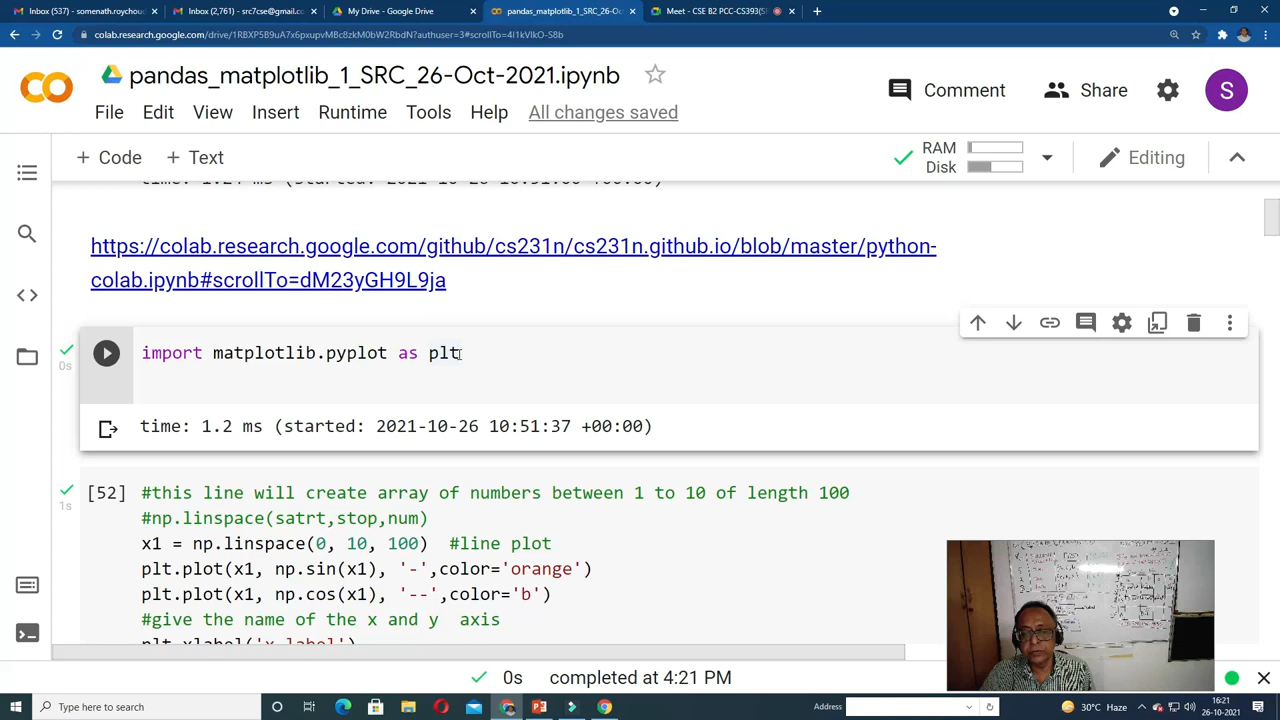 Inbox (537) - somenath.roychou
Inbox (2,761) - src7cse@gmail.co
My Drive - Google Drive
pandas_matplotlib_1_SRC_26-Oc
Meet - CSE B2 PCC-CS393(S
colab.research.google.com/drive/
pandas_matplotlib_1_SRC_26-Oct-2021.ipynb
Comment
Share
S
File Edit View Insert Runtime Tools Help All changes saved
+ Code + Text
RAM
Disk
Editing
https://colab.research.google.com/github/cs231n/cs231n.github.io/blob/master/python-
colab.ipynb#scrollTo=dM23yGH9L9ja
0s
import matplotlib.pyplot as plt
time: 1.2 ms (started: 2021-10-26 10:51:37 +00:00)
[52]
1s
#this line will create array of numbers between 1 to 10 of length 100
#np.linspace(satrt,stop,num)
x1 = np.linspace(0, 10, 100)  #line plot
plt.plot(x1, np.sin(x1), '-',color='orange')
plt.plot(x1, np.cos(x1), '--',color='b')
#give the name of the x and y  axis
plt.xlabel('x label')
0s completed at 4:21 PM
Type here to search
Address
30°C Haze
ENG
16:21
26-10-2021